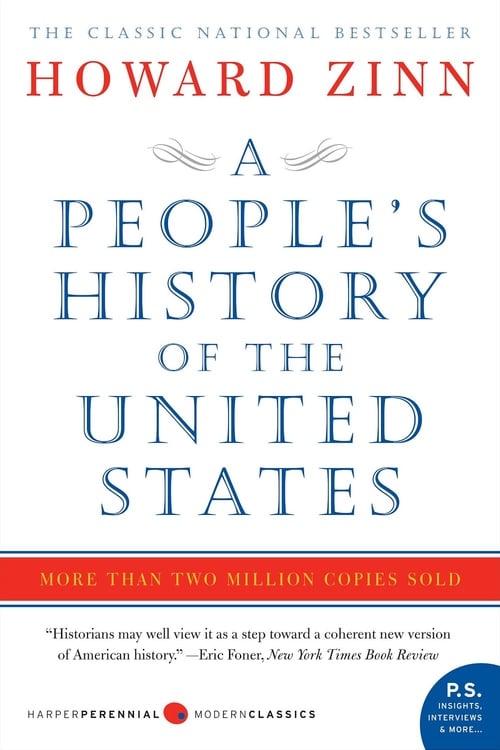 THE CLASSIC NATIONAL BESTSELLER
HOWARD ZINN
A
PEOPLE'S
HISTORY
OF THE
UNITED
STATES
MORE THAN TWO MILLION COPIES SOLD
“Historians may well view it as a step toward a coherent new version
of American history.” —Eric Foner, New York Times Book Review
HARPERPERENNIAL MODERNCLASSICS
P.S.
INSIGHTS,
INTERVIEWS
& MORE...